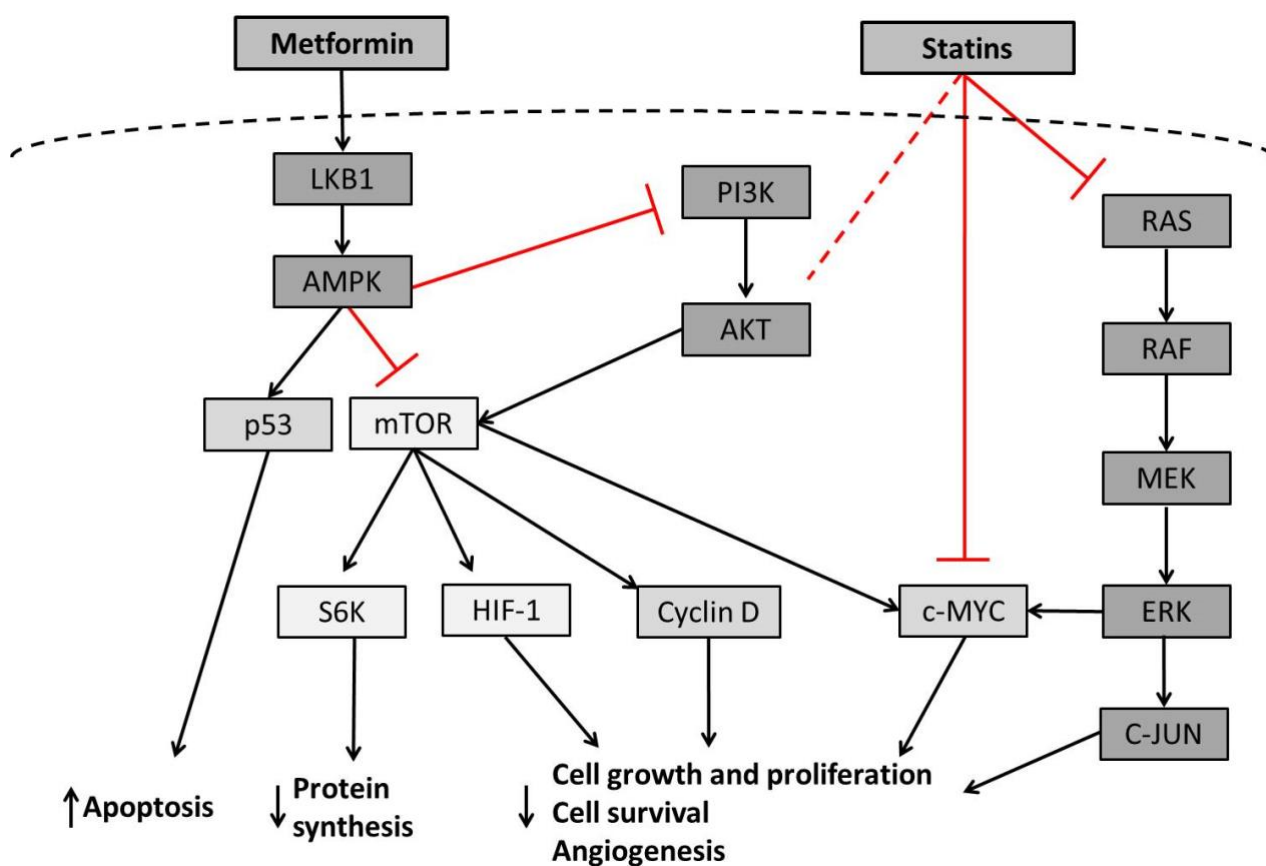 Metformin
Statins
LKB1
PI3K
RAS
AMPK
AKT
RAF
p53
mTOR
MEK
S6K
HIF-1
Cyclin D
c-MYC
ERK
C-JUN
Apoptosis
Protein
synthesis
Cell growth and proliferation
Cell survival
Angiogenesis